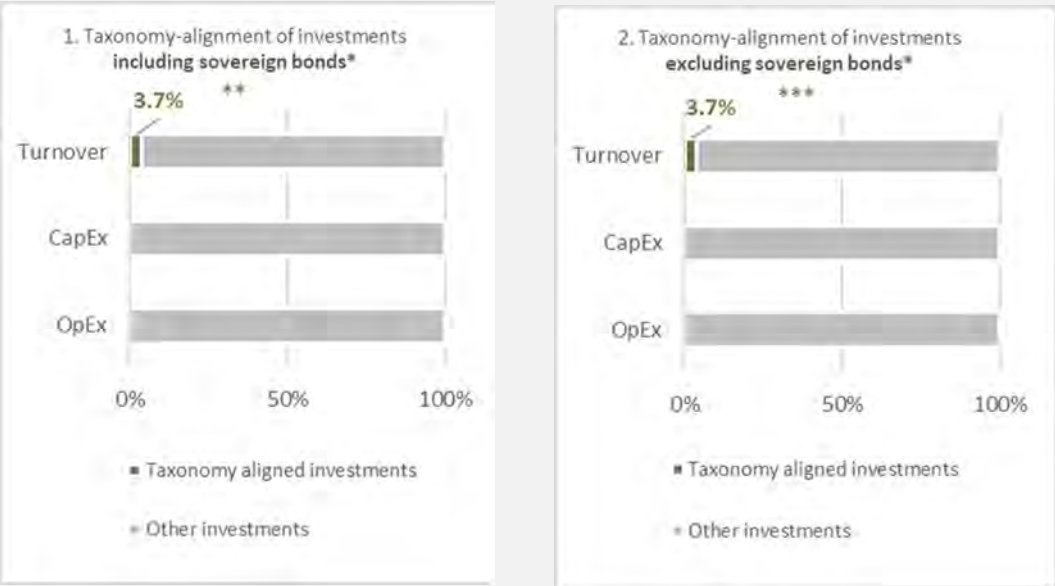 1. Taxonomy-alignment of investments
including sovereign bonds*
**
3.7%
Turnover
CapEx
OpEx
0% 50% 100%
Taxonomy aligned investments
Other investments
2. Taxonomy-alignment of investments
excluding sovereign bonds*
***
3.7%
Turnover
CapEx
OpEx
0% 50% 100%
Taxonomy aligned investments
Other investments